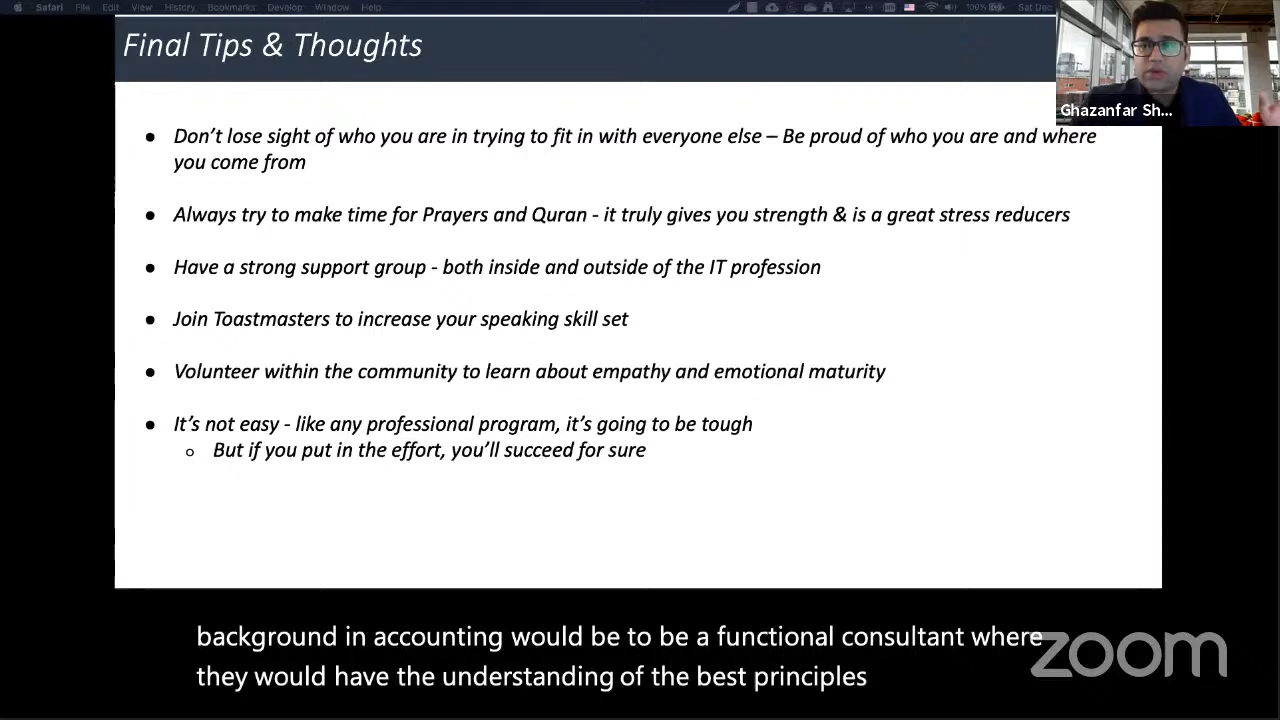 Safari File Edit View History Bookmarks Develop Window Help 100% Sat Dec
Final Tips & Thoughts
Ghazanfar Sh...
● Don’t lose sight of who you are in trying to fit in with everyone else – Be proud of who you are and where
you come from
● Always try to make time for Prayers and Quran - it truly gives you strength & is a great stress reducers
● Have a strong support group - both inside and outside of the IT profession
● Join Toastmasters to increase your speaking skill set
● Volunteer within the community to learn about empathy and emotional maturity
● It’s not easy - like any professional program, it’s going to be tough
o But if you put in the effort, you’ll succeed for sure
background in accounting would be to be a functional consultant where
they would have the understanding of the best principles
zoom